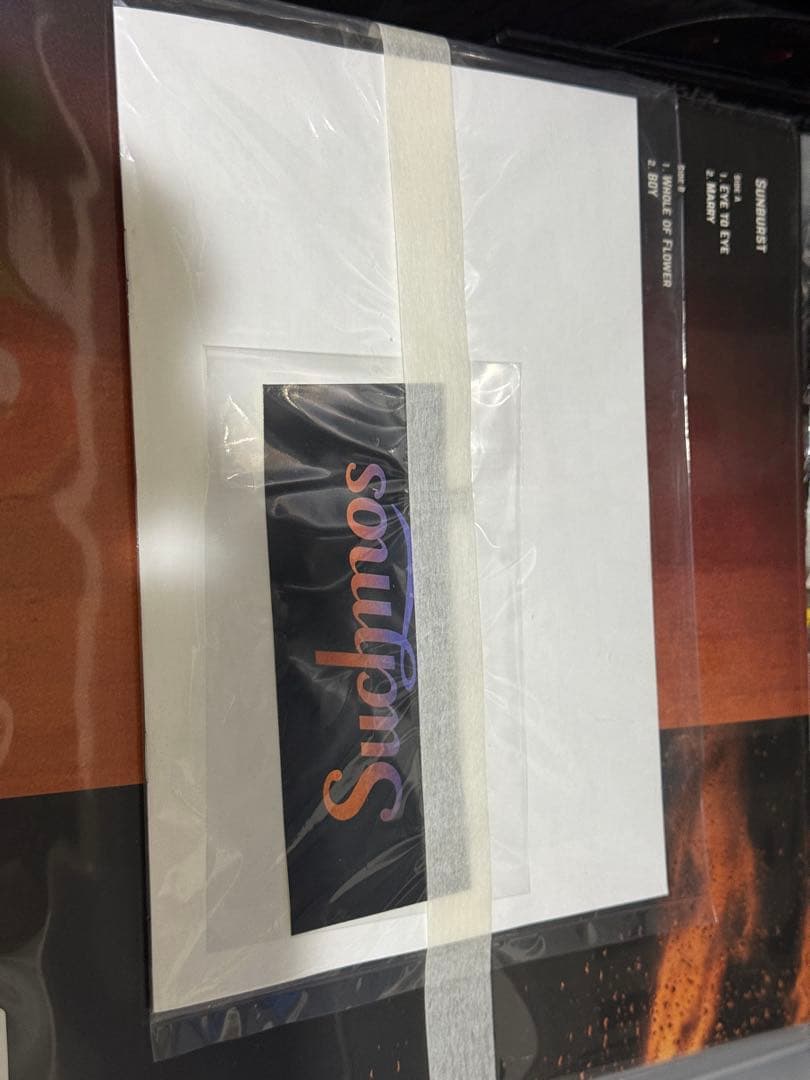 SUNBURST
SIDE A
1. EYE TO EYE
2. MARRY
SIDE B
1. WHOLE OF FLOWER
2. BOY
Suchmos